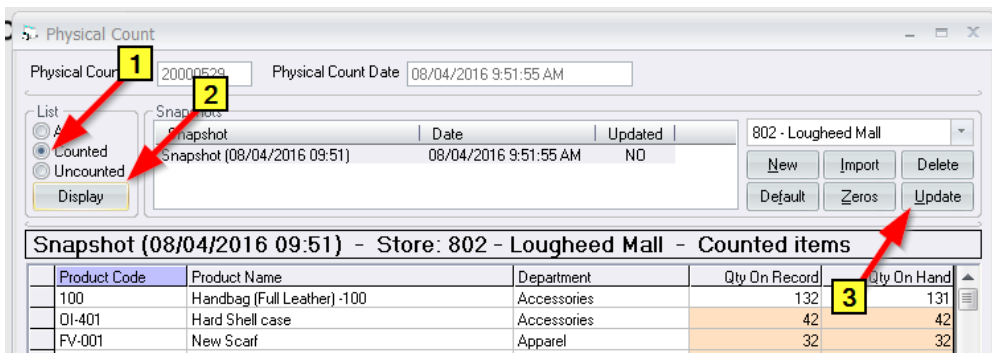 Physical Count
1
Physical Coun
20000529
Physical Count Date
08/04/2016 9:51:55 AM
2
List
Snapshots
A
Counted
Uncounted
Display
Snapshot Date Updated
Snapshot (08/04/2016 09:51) 08/04/2016 9:51:55 AM NO
802 - Lougheed Mall
New Import Delete
Default Zeros Update
Snapshot (08/04/2016 09:51) - Store: 802 - Lougheed Mall - Counted items
3
Product Code Product Name Department Qty On Record Qty On Hand
100 Handbag (Full Leather) -100 Accessories 132 131
OI-401 Hard Shell case Accessories 42 42
FV-001 New Scarf Apparel 32 32